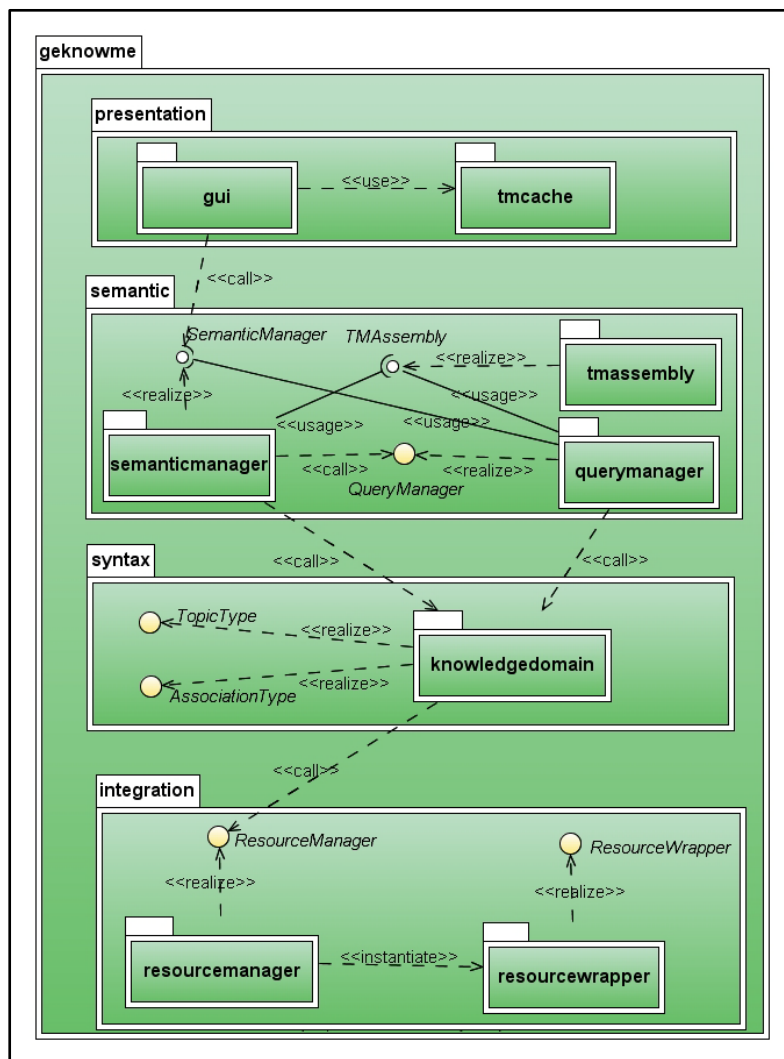 geknowme
presentation
gui
<<use>>
tmcache
<<call>>
semantic
SemanticManager
TMAssembly
<<realize>>
tmassembly
<<realize>>
<<usage>>
<<usage>>
<<usage>>
semanticmanager
<<call>>
<<realize>>
querymanager
QueryManager
<<call>>
<<call>>
syntax
TopicType
<<realize>>
knowledgedomain
<<realize>>
AssociationType
<<call>>
integration
ResourceManager
ResourceWrapper
<<realize>>
<<realize>>
resourcemanager
<<instantiate>>
resourcewrapper